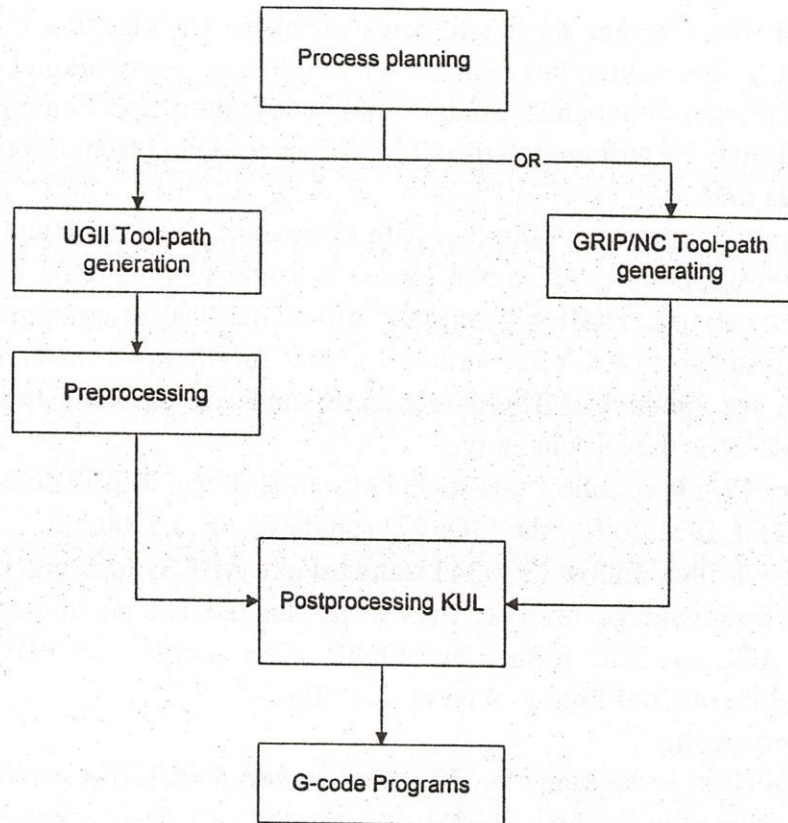 Process planning
OR
UGII Tool-path
generation
GRIP/NC Tool-path
generating
Preprocessing
Postprocessing KUL
G-code Programs